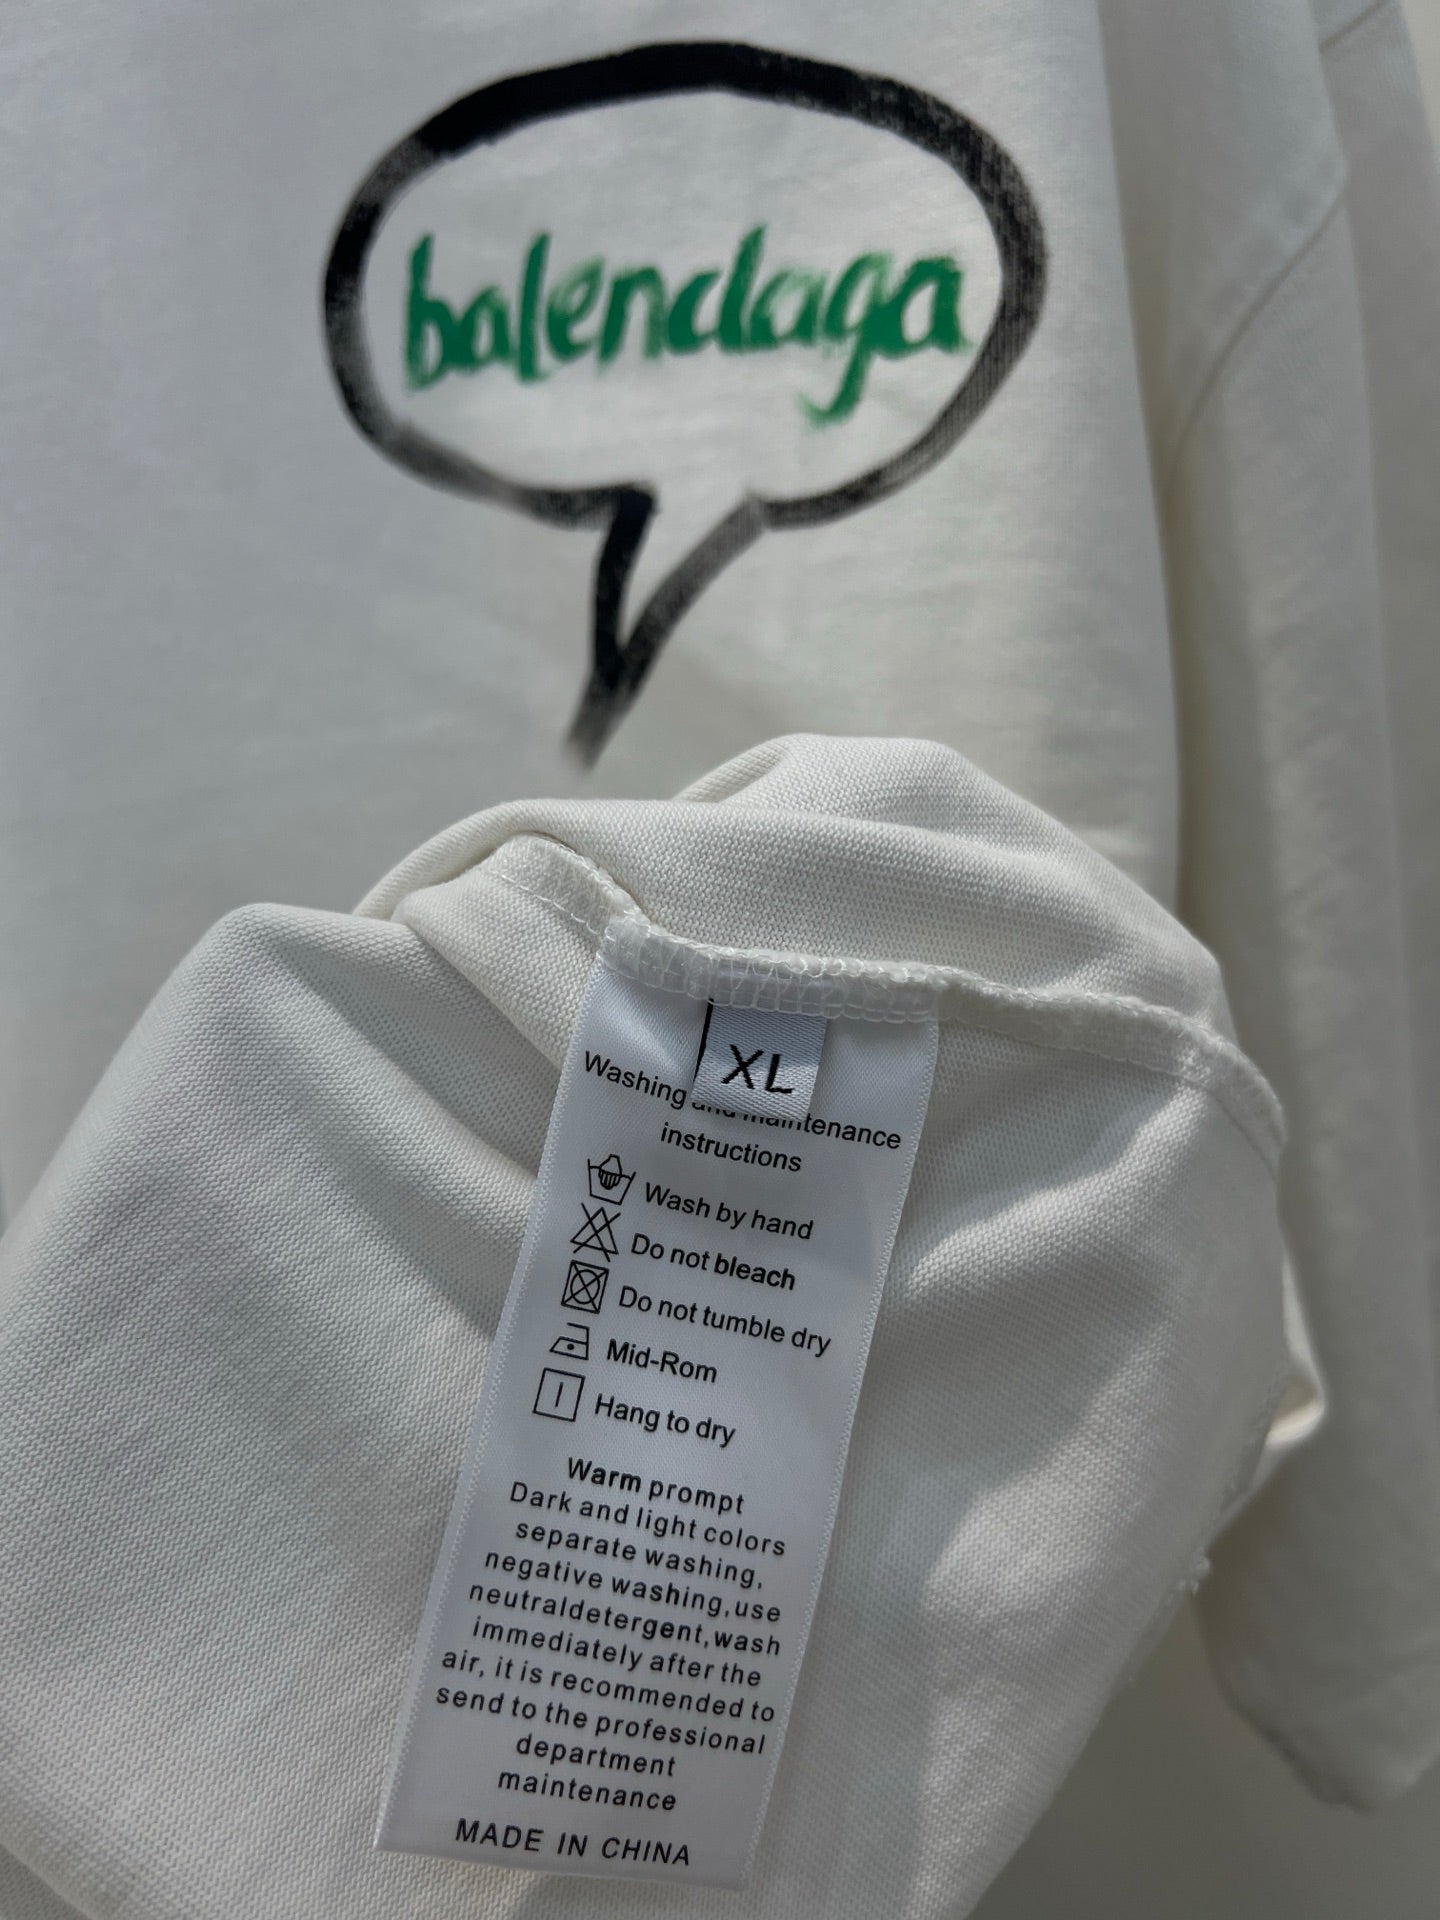 balendaga
XL
Washing and maintenance
instructions
Wash by hand
Do not bleach
Do not tumble dry
Mid-Rom
Hang to dry
Warm prompt
Dark and light colors
separate washing,
negative washing,use
neutraldetergent,wash
immediately after the
air, it is recommended to
send to the professional
department
maintenance
MADE IN CHINA